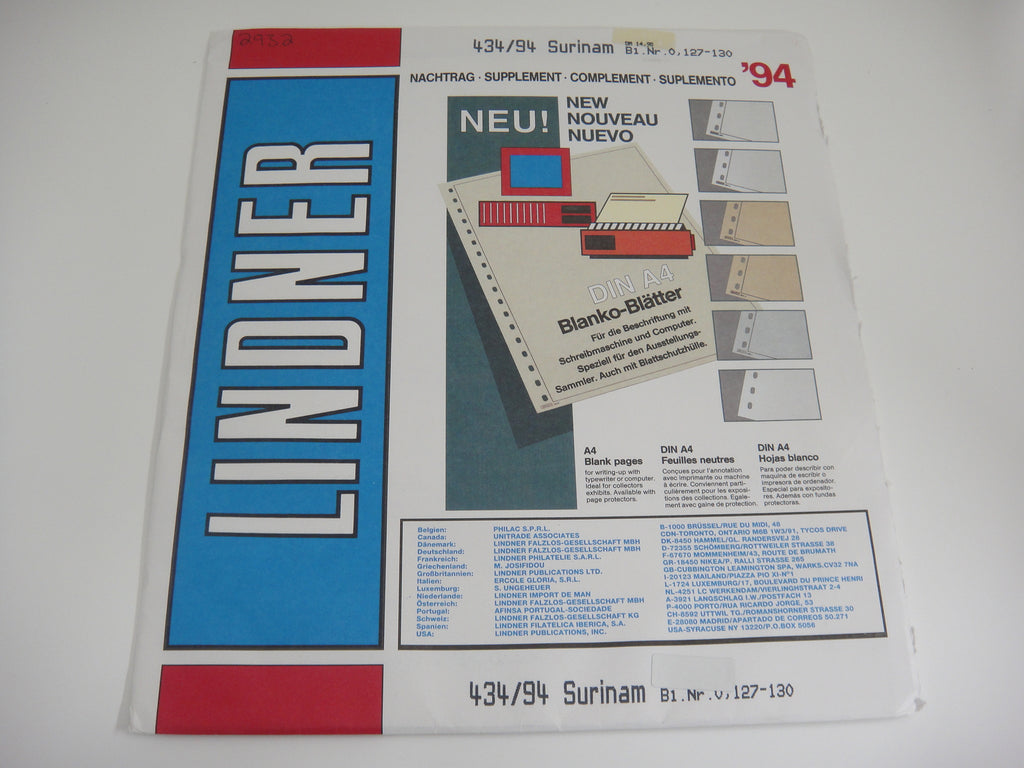 2932
434/94 Surinam
DM 14,90
Bl.Nr.0,127-130
NACHTRAG · SUPPLEMENT · COMPLEMENT · SUPLEMENTO '94
LINDNER
NEU!
NEW
NOUVEAU
NUEVO
DIN A4
Blanko-Blätter
Für die Beschriftung mit
Schreibmaschine und Computer.
Speziell für den Ausstellungs-
Sammler. Auch mit Blattschutzhülle.
A4
Blank pages
for writing-up with
typewriter or computer.
Ideal for collectors
exhibits. Available with
page protectors.
DIN A4
Feuilles neutres
Conçues pour l'annotation
avec imprimante ou machine
à écrire. Conviennent parti-
culièrement pour les exposi-
tions des collections. Egale-
ment avec gaine de protection.
DIN A4
Hojas blanco
Para poder describir con
maquina de escribir o
impresora de ordenador.
Especial para exposito-
res. Además con fundas
protectoras.
Belgien: PHILAC S.P.R.L. B-1000 BRÜSSEL/RUE DU MIDI, 48
Canada: UNITRADE ASSOCIATES CDN-TORONTO, ONTARIO M6B 1W3/91, TYCOS DRIVE
Dänemark: LINDNER FALZLOS-GESELLSCHAFT MBH DK-8450 HAMMEL/GL. RANDERSVEJ 28
Deutschland: LINDNER FALZLOS-GESELLSCHAFT MBH D-72355 SCHÖMBERG/ROTTWEILER STRASSE 38
Frankreich: LINDNER PHILATELIE S.A.R.L. F-67670 MOMMENHEIM/43, ROUTE DE BRUMATH
Griechenland: M. JOSIFIDOU GR-18450 NIKEA/P. RALLI STRASSE 265
Großbritannien: LINDNER PUBLICATIONS LTD. GB-CUBBINGTON LEAMINGTON SPA, WARKS.CV32 7NA
Italien: ERCOLE GLORIA, S.R.L. I-20123 MAILAND/PIAZZA PIO XI-Nº1
Luxemburg: S. UNGEHEUER L-1724 LUXEMBURG/17, BOULEVARD DU PRINCE HENRI
Niederlande: LINDNER IMPORT DE MAN NL-4251 LC WERKENDAM/VIERLINGHSTRAAT 2-4
Österreich: LINDNER FALZLOS-GESELLSCHAFT MBH A-3921 LANGSCHLAG I.W./POSTFACH 13
Portugal: AFINSA PORTUGAL-SOCIEDADE P-4000 PORTO/RUA RICARDO JORGE, 53
Schweiz: LINDNER FALZLOS-GESELLSCHAFT KG CH-8592 UTTWIL TG./ROMANSHORNER STRASSE 30
Spanien: LINDNER FILATELICA IBERICA, S.A. E-28080 MADRID/APARTADO DE CORREOS 50.271
USA: LINDNER PUBLICATIONS, INC. USA-SYRACUSE NY 13220/P.O.BOX 5056
434/94 Surinam Bl.Nr.0,127-130